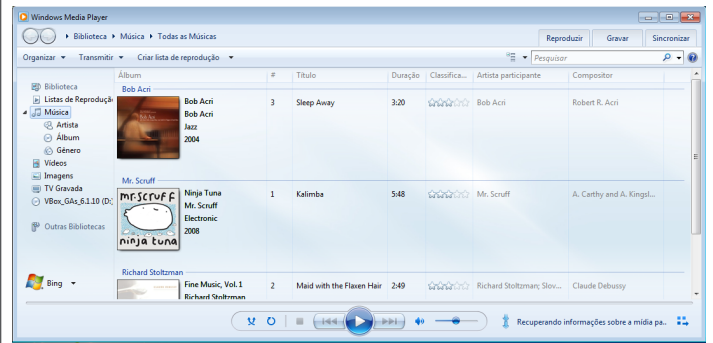 Windows Media Player
Biblioteca ▸ Música ▸ Todas as Músicas
Reproduzir Gravar Sincronizar
Organizar Transmitir Criar lista de reprodução Pesquisar
Álbum # Título Duração Classifica... Artista participante Compositor
Biblioteca
Listas de Reproduçã
Música
Artista
Álbum
Gênero
Vídeos
Imagens
TV Gravada
VBox_GAs_6.1.10 (D:)
Outras Bibliotecas
Bing
Bob Acri
Bob Acri 3 Sleep Away 3:20 Bob Acri Robert R. Acri
Bob Acri
Jazz
2004
Mr. Scruff
mr.scruff
ninja tuna
Ninja Tuna 1 Kalimba 5:48 Mr. Scruff A. Carthy and A. Kingsl...
Mr. Scruff
Electronic
2008
Richard Stoltzman
Fine Music, Vol. 1 2 Maid with the Flaxen Hair 2:49 Richard Stoltzman; Slov... Claude Debussy
Richard Stoltzman
Recuperando informações sobre a mídia pa..